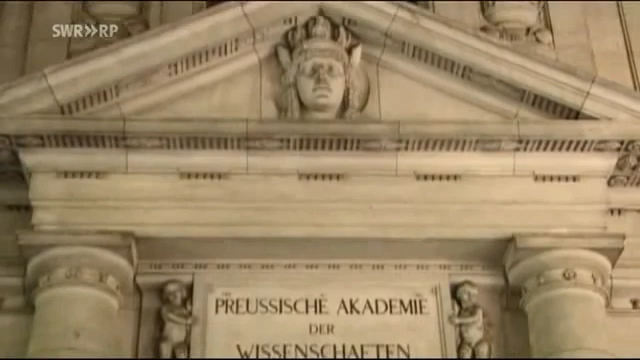 SWR»RP
PREUSSISCHE AKADEMIE
DER
WISSENSCHAFTEN